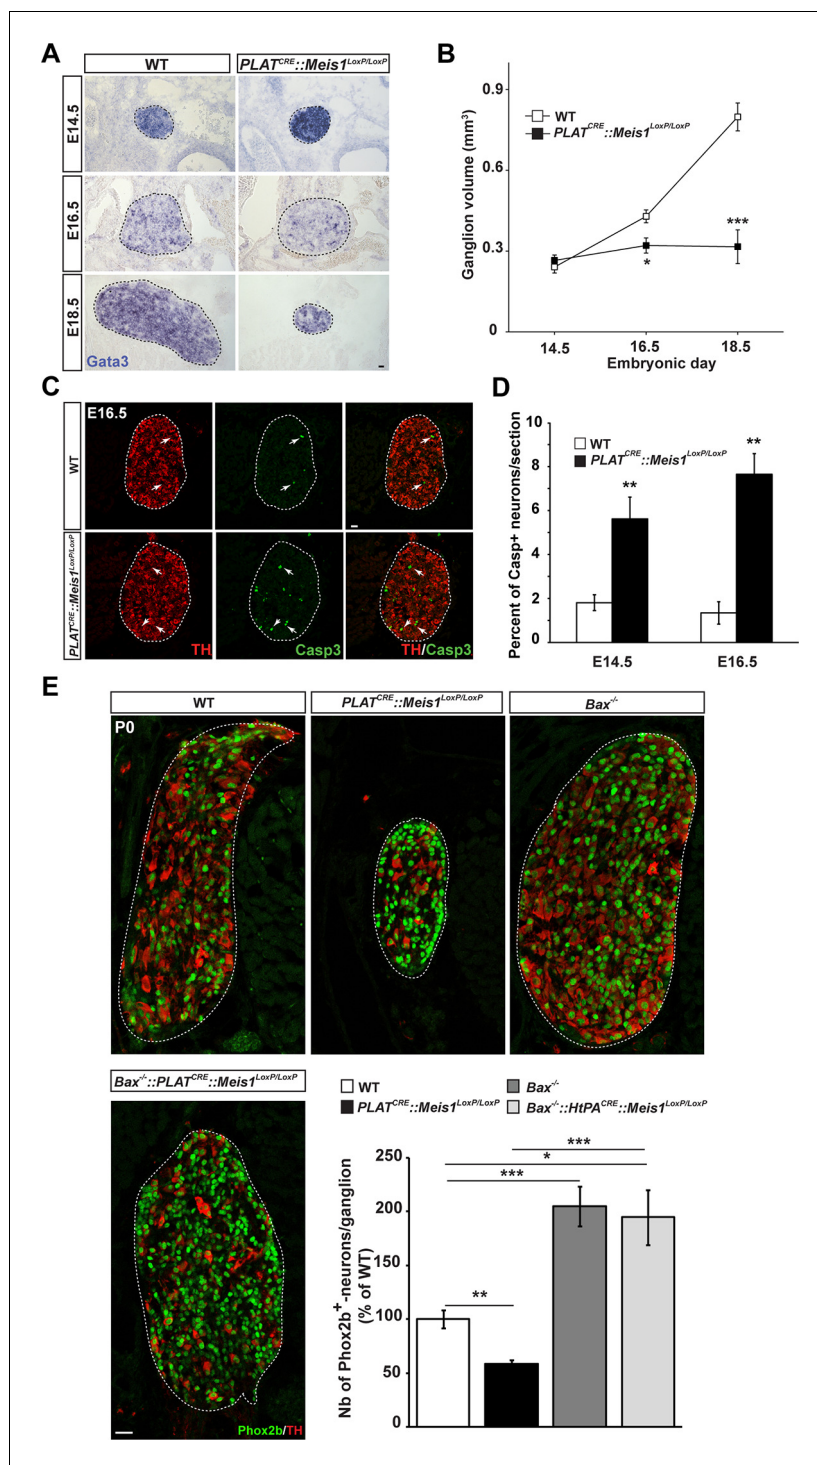 A
WT
PLAT^CRE::Meis1^LoxP/LoxP
E14.5
E16.5
E18.5
Gata3
B
Ganglion volume (mm³)
0.9
0.6
0.3
0
WT
PLAT^CRE::Meis1^LoxP/LoxP
***
*
14.5
16.5
18.5
Embryonic day
C
E16.5
WT
PLAT^CRE::Meis1^LoxP/LoxP
TH
Casp3
TH/Casp3
D
Percent of Casp+ neurons/section
10
8
6
4
2
0
WT
PLAT^CRE::Meis1^LoxP/LoxP
**
**
E14.5
E16.5
E
WT
PLAT^CRE::Meis1^LoxP/LoxP
Bax^-/-
P0
Bax^-/-::PLAT^CRE::Meis1^LoxP/LoxP
Phox2b/TH
WT
Bax^-/-
PLAT^CRE::Meis1^LoxP/LoxP
Bax^-/-::HtPA^CRE::Meis1^LoxP/LoxP
Nb of Phox2b⁺-neurons/ganglion
(% of WT)
***
*
***
**
200
250
150
100
50
0